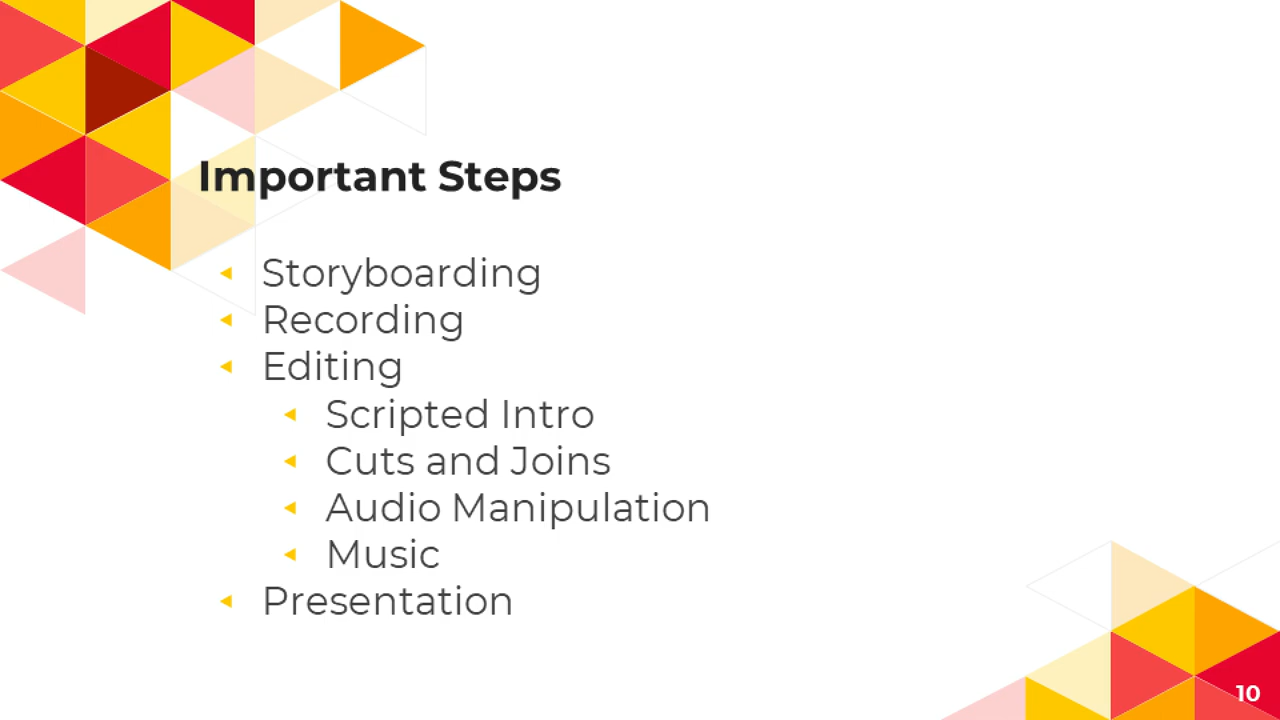 Important Steps
Storyboarding
Recording
Editing
Scripted Intro
Cuts and Joins
Audio Manipulation
Music
Presentation
10